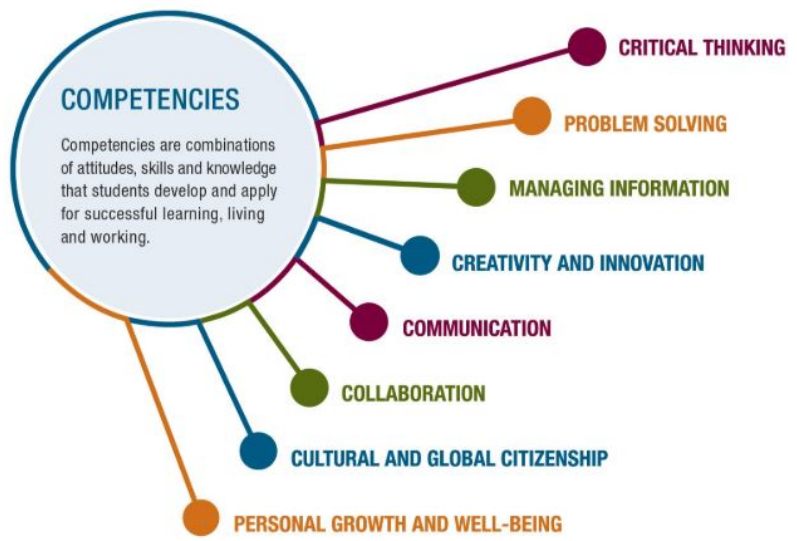 COMPETENCIES
Competencies are combinations
of attitudes, skills and knowledge
that students develop and apply
for successful learning, living
and working.
CRITICAL THINKING
PROBLEM SOLVING
MANAGING INFORMATION
CREATIVITY AND INNOVATION
COMMUNICATION
COLLABORATION
CULTURAL AND GLOBAL CITIZENSHIP
PERSONAL GROWTH AND WELL-BEING